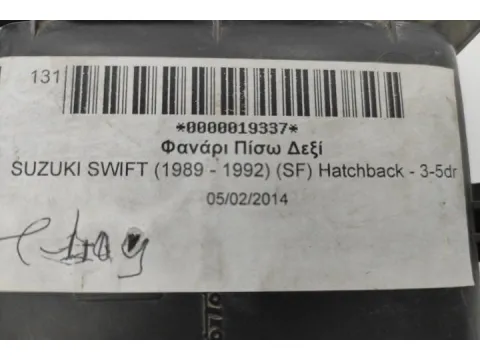 131
*0000019337*
Φανάρι Πίσω Δεξί
SUZUKI SWIFT (1989 - 1992) (SF) Hatchback - 3-5dr
05/02/2014